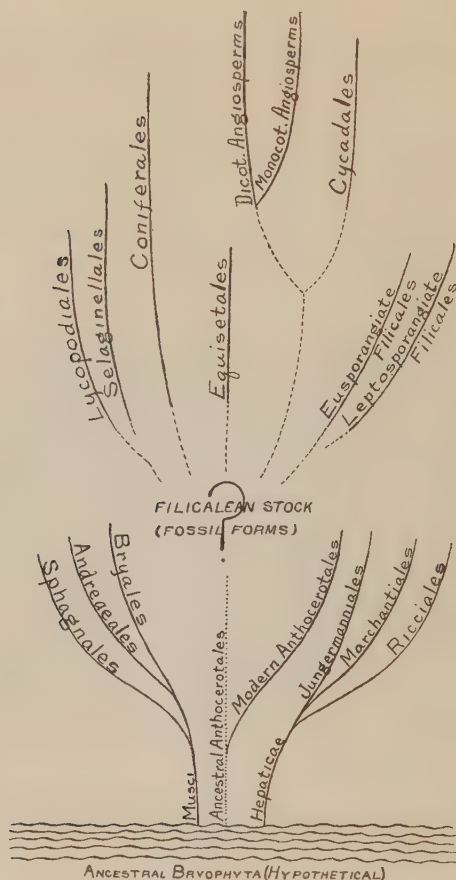 Dicot. Angiosperms
Monocot. Angiosperms
Cycadales
Coniferales
Lycopodiales
Selaginellales
Equisetales
Eusporangiate
Filicales
Leptosporangiate
Filicales
?
FILICALEAN STOCK
(FOSSIL FORMS)
Sphagnales
Andreaeales
Bryales
Modern Anthocerotales
Jungermanniales
Marchantiales
Ricciales
Musci
Ancestral Anthocerotales
Hepaticae
ANCESTRAL BRYOPHYTA (HYPOTHETICAL)